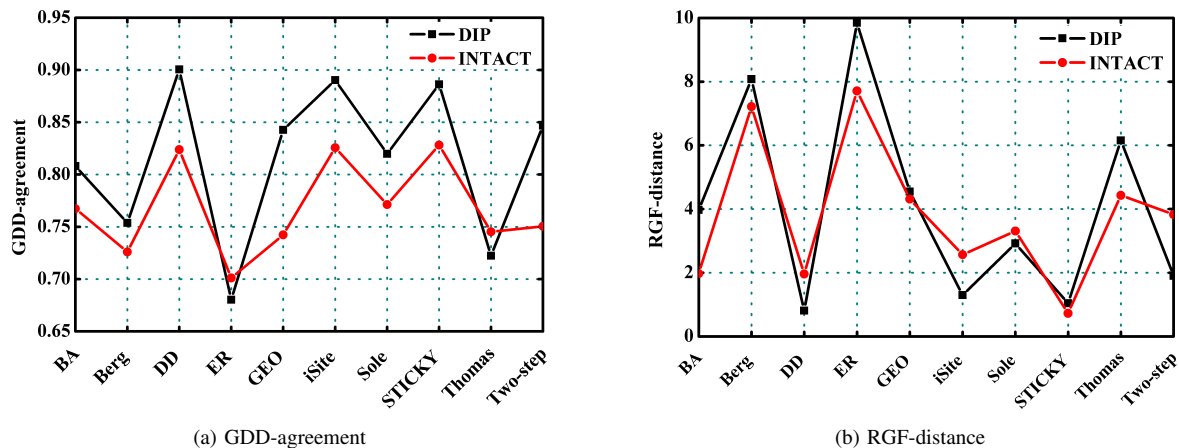 0.95
0.90
0.85
0.80
0.75
0.70
0.65
GDD-agreement
DIP
INTACT
BA
Berg
DD
ER
GEO
iSite
Sole
STICKY
Thomas
Two-step
(a) GDD-agreement
10
8
6
4
2
0
RGF-distance
DIP
INTACT
BA
Berg
DD
ER
GEO
iSite
Sole
STICKY
Thomas
Two-step
(b) RGF-distance